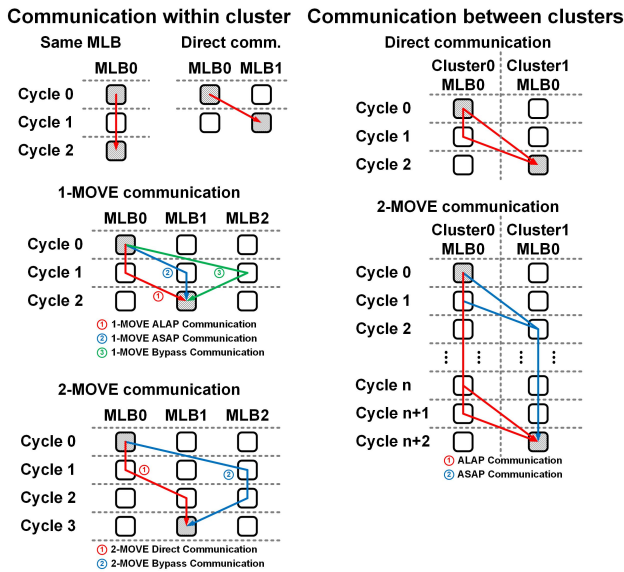 Communication within cluster
Same MLB
Direct comm.
MLB0
MLB0 MLB1
Cycle 0
Cycle 1
Cycle 2
1-MOVE communication
MLB0 MLB1 MLB2
Cycle 0
Cycle 1
Cycle 2
2
3
1
1 1-MOVE ALAP Communication
2 1-MOVE ASAP Communication
3 1-MOVE Bypass Communication
2-MOVE communication
MLB0 MLB1 MLB2
Cycle 0
Cycle 1
Cycle 2
Cycle 3
1
2
1 2-MOVE Direct Communication
2 2-MOVE Bypass Communication
Communication between clusters
Direct communication
Cluster0 Cluster1
MLB0 MLB0
Cycle 0
Cycle 1
Cycle 2
2-MOVE communication
Cluster0 Cluster1
MLB0 MLB0
Cycle 0
Cycle 1
Cycle 2
Cycle n
Cycle n+1
Cycle n+2
1 ALAP Communication
2 ASAP Communication